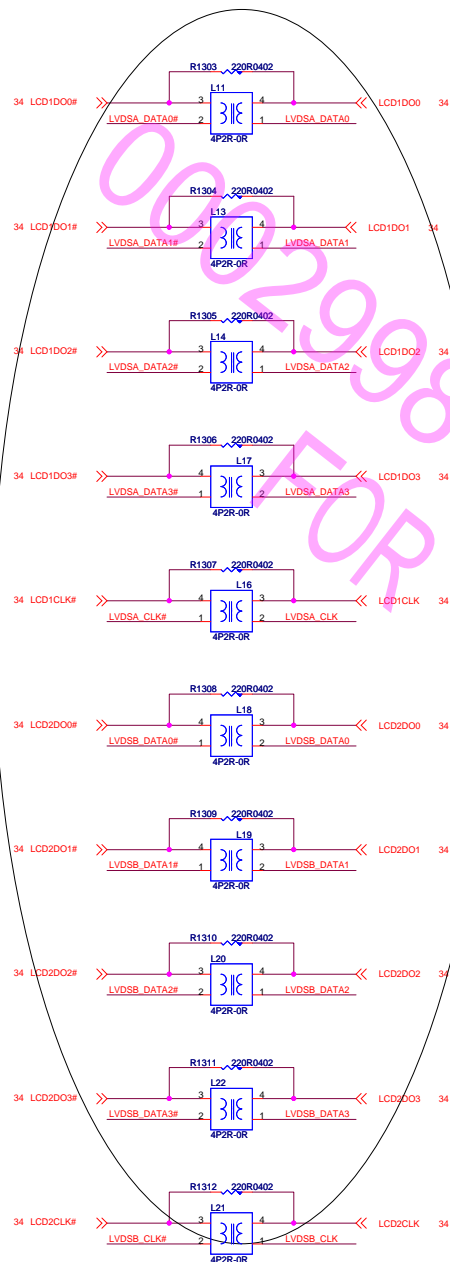 R1303 220R0402
L11
34 LCD1DO0# 3 4 LCD1DO0 34
LVDSA_DATA0# 2 1 LVDSA_DATA0
4P2R-0R
R1304 220R0402
L13
34 LCD1DO1# 3 4 LCD1DO1 34
LVDSA_DATA1# 2 1 LVDSA_DATA1
4P2R-0R
R1305 220R0402
L14
34 LCD1DO2# 3 4 LCD1DO2 34
LVDSA_DATA2# 2 1 LVDSA_DATA2
4P2R-0R
R1306 220R0402
L17
34 LCD1DO3# 4 3 LCD1DO3 34
LVDSA_DATA3# 1 2 LVDSA_DATA3
4P2R-0R
R1307 220R0402
L16
34 LCD1CLK# 4 3 LCD1CLK 34
LVDSA_CLK# 1 2 LVDSA_CLK
4P2R-0R
R1308 220R0402
L18
34 LCD2DO0# 4 3 LCD2DO0 34
LVDSB_DATA0# 1 2 LVDSB_DATA0
4P2R-0R
R1309 220R0402
L19
34 LCD2DO1# 4 3 LCD2DO1 34
LVDSB_DATA1# 1 2 LVDSB_DATA1
4P2R-0R
R1310 220R0402
L20
34 LCD2DO2# 3 4 LCD2DO2 34
LVDSB_DATA2# 2 1 LVDSB_DATA2
4P2R-0R
R1311 220R0402
L22
34 LCD2DO3# 3 4 LCD2DO3 34
LVDSB_DATA3# 2 1 LVDSB_DATA3
4P2R-0R
R1312 220R0402
L21
34 LCD2CLK# 3 4 LCD2CLK 34
LVDSB_CLK# 2 1 LVDSB_CLK
4P2R-0R
0002998
FOR